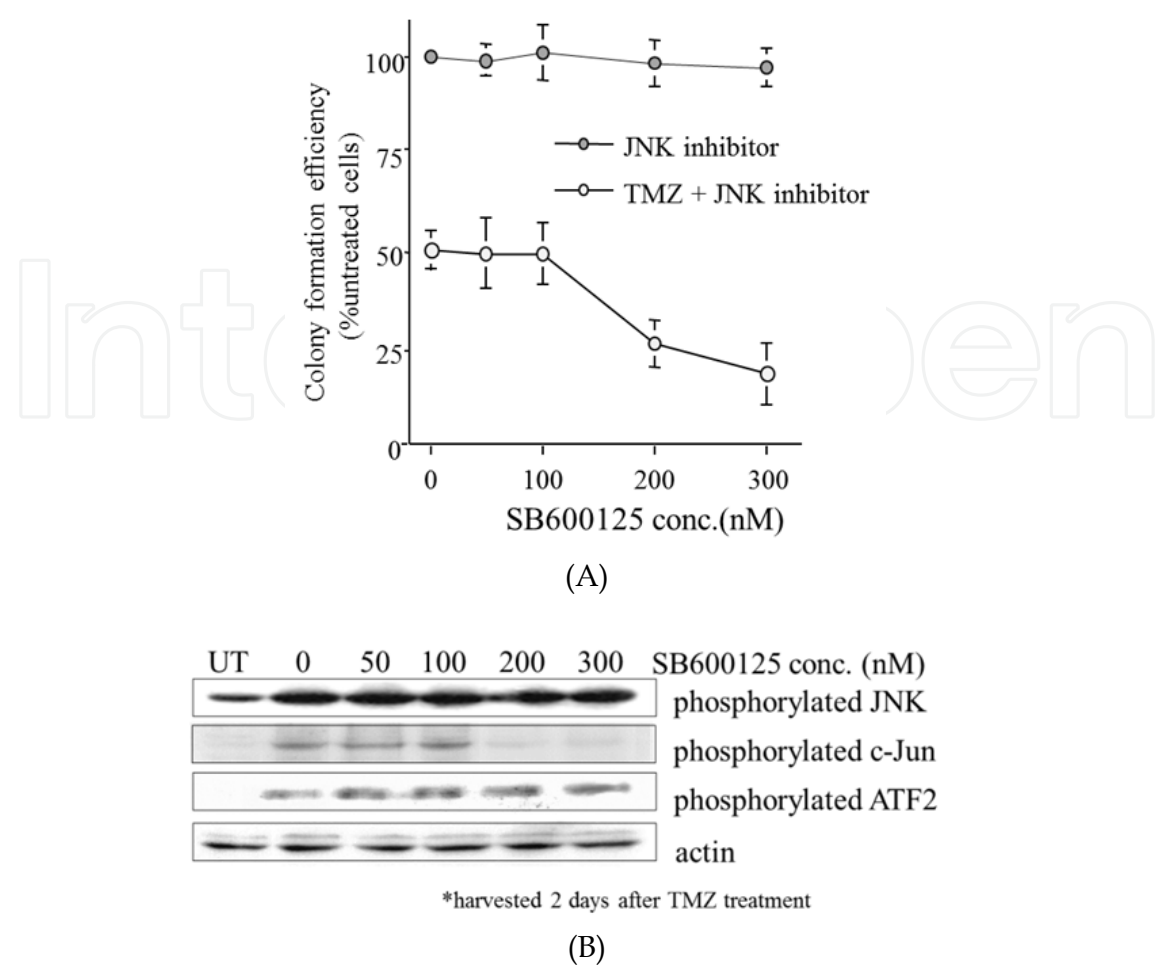 100
75
50
25
0
Colony formation efficiency
(%untreated cells)
JNK inhibitor
TMZ + JNK inhibitor
0 100 200 300
SB600125 conc.(nM)
(A)
UT 0 50 100 200 300 SB600125 conc. (nM)
phosphorylated JNK
phosphorylated c-Jun
phosphorylated ATF2
actin
*harvested 2 days after TMZ treatment
(B)